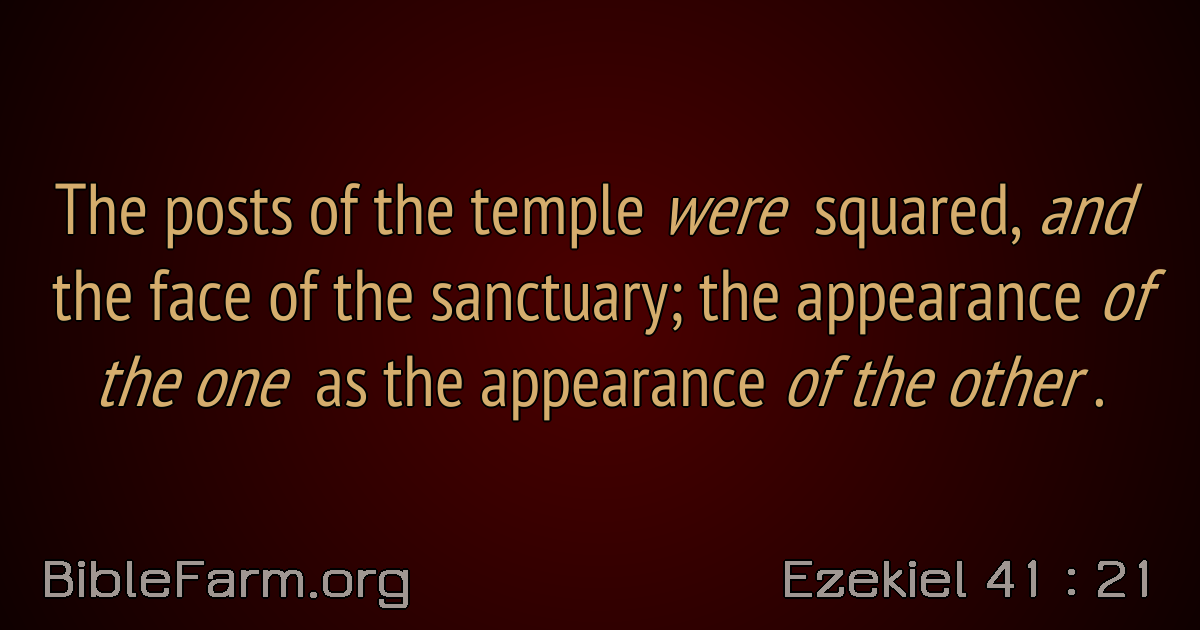 The posts of the temple were squared, and
the face of the sanctuary; the appearance of
the one as the appearance of the other .
BibleFarm.org
Ezekiel 41 : 21